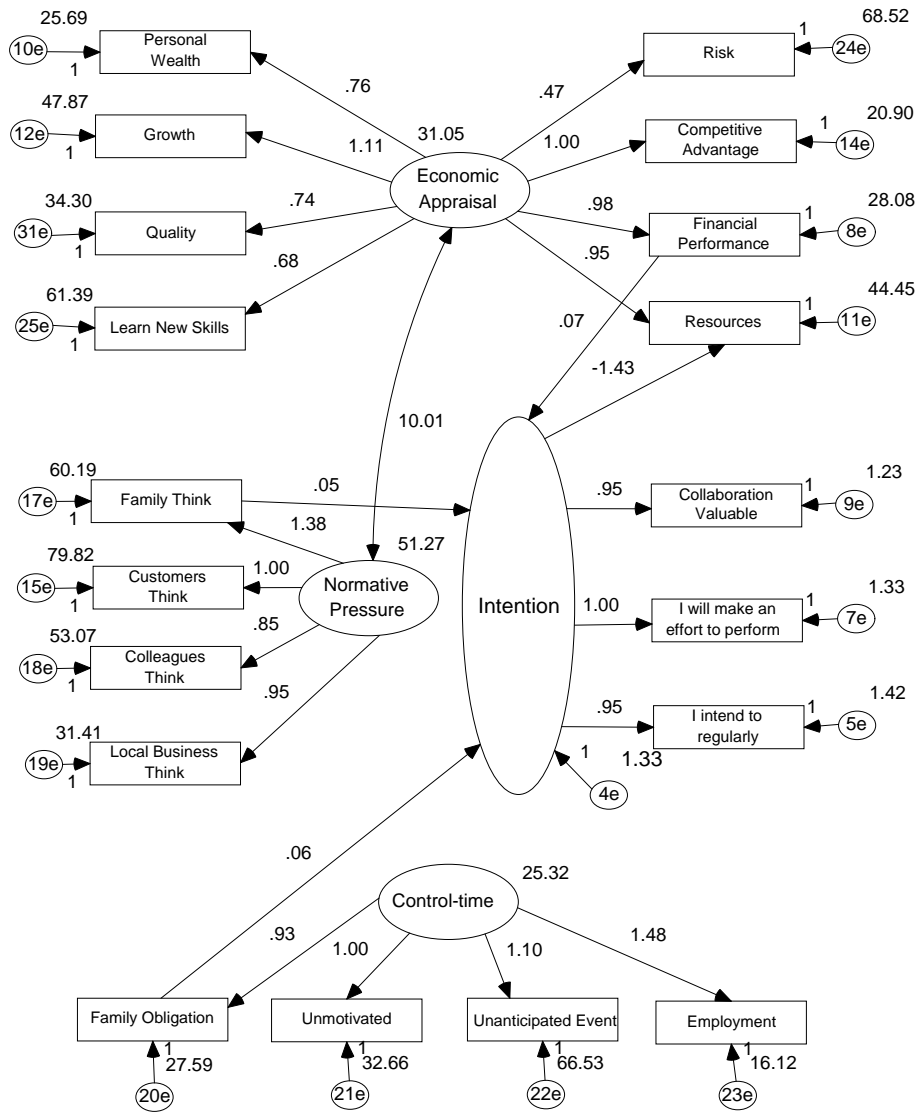 25.69
10e
1
Personal
Wealth
.76
.47
Risk
1
68.52
24e
47.87
12e
1
Growth
1.11
31.05
1.00
Competitive
Advantage
1
20.90
14e
Economic
Appraisal
34.30
31e
1
Quality
.74
.98
Financial
Performance
1
28.08
8e
.68
.95
61.39
25e
1
Learn New Skills
.07
Resources
1
44.45
11e
-1.43
10.01
60.19
17e
1
Family Think
.05
1.38
.95
Collaboration
Valuable
1
1.23
9e
79.82
15e
1
Customers
Think
1.00
51.27
Normative
Pressure
Intention
1.00
I will make an
effort to perform
1
1.33
7e
53.07
18e
1
Colleagues
Think
.85
.95
31.41
19e
1
Local Business
Think
.95
I intend to
regularly
1
1.42
5e
1
1.33
4e
.06
Control-time
25.32
.93
1.00
1.10
1.48
Family Obligation
Unmotivated
Unanticipated Event
Employment
1
27.59
1
32.66
1
66.53
1
16.12
20e
21e
22e
23e